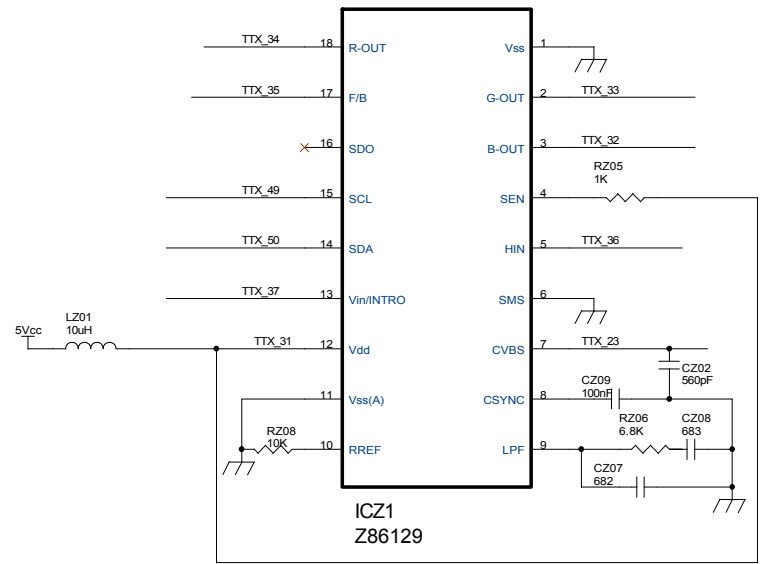 TTX_34 18 R-OUT Vss 1
TTX_35 17 F/B G-OUT 2 TTX_33
16 SDO B-OUT 3 TTX_32
RZ05
1K
TTX_49 15 SCL SEN 4
TTX_50 14 SDA HIN 5 TTX_36
TTX_37 13 Vin/INTRO SMS 6
LZ01
10uH
5Vcc
TTX_31 12 Vdd CVBS 7 TTX_23
CZ02
560pF
CZ09
100nF
11 Vss(A) CSYNC 8
RZ06
6.8K
CZ08
683
RZ08
10K
10 RREF LPF 9
CZ07
682
ICZ1
Z86129